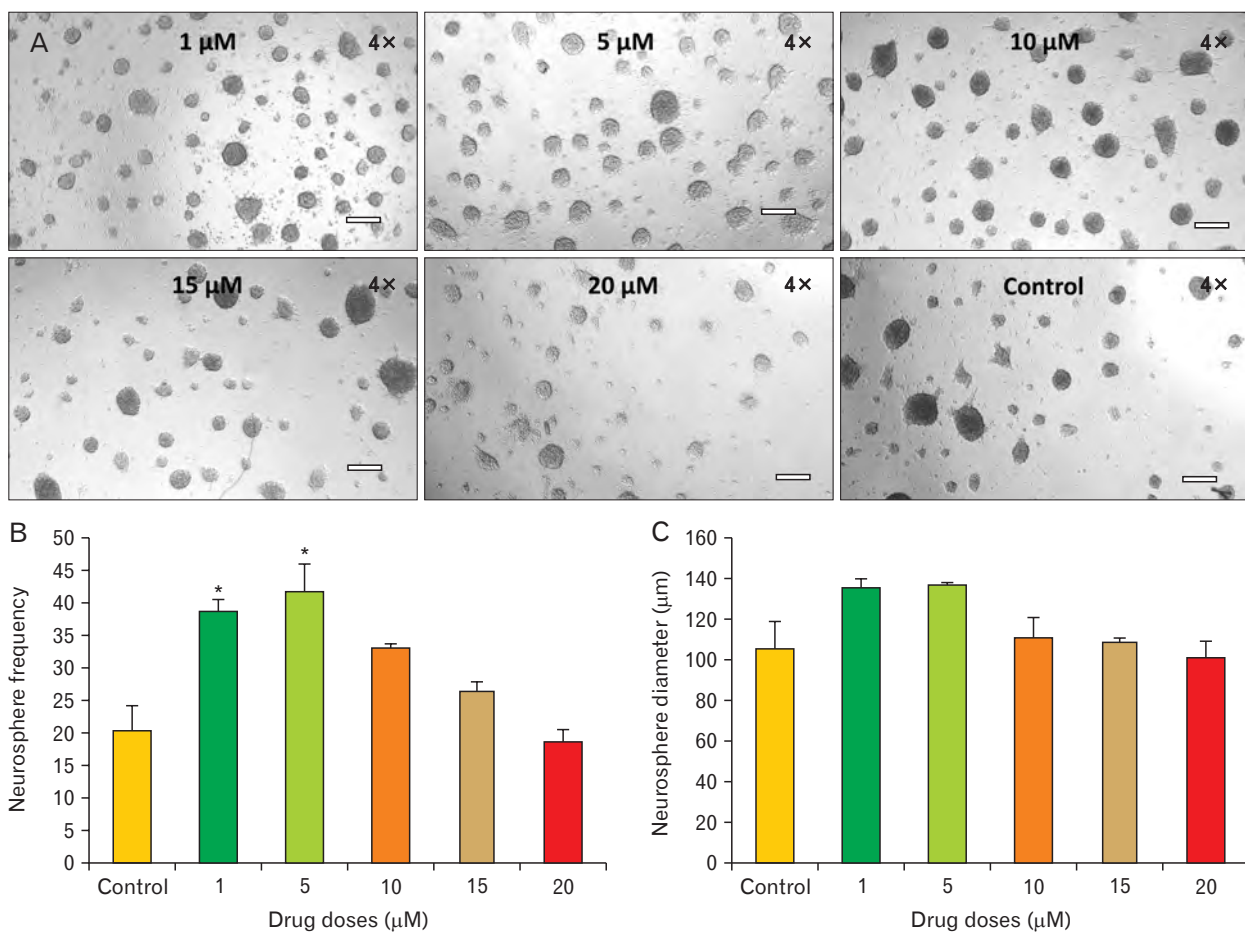 A
1 μM
4×
5 μM
4×
10 μM
4×
15 μM
4×
20 μM
4×
Control
4×
B
50
45
40
35
30
25
20
15
10
5
0
Neurosphere frequency
*
*
Control 1 5 10 15 20
Drug doses (μM)
C
160
140
120
100
80
60
40
20
0
Neurosphere diameter (μm)
Control 1 5 10 15 20
Drug doses (μM)